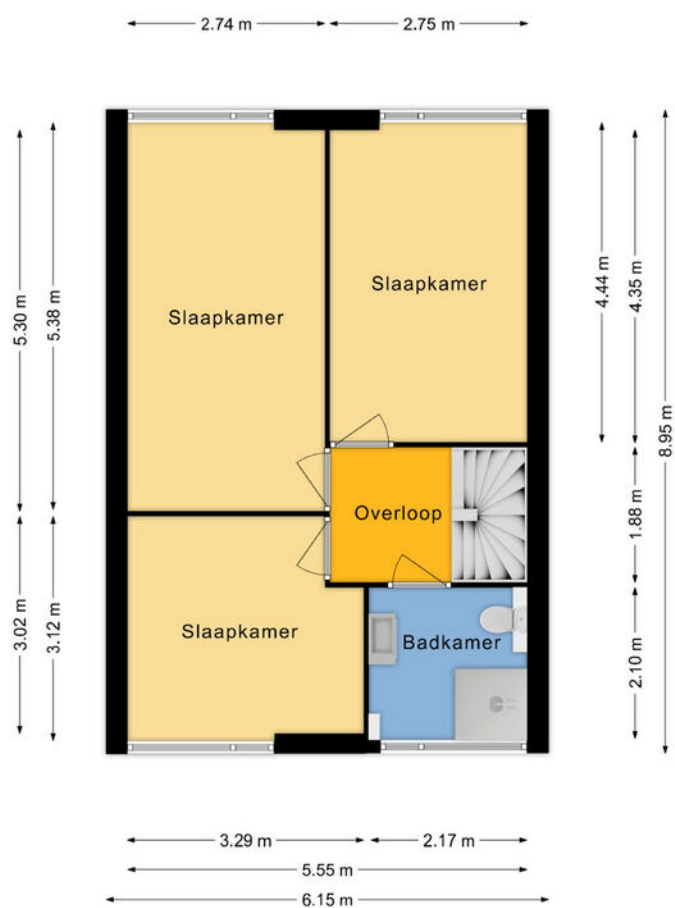 2.74 m
2.75 m
5.30 m
5.38 m
4.44 m
4.35 m
8.95 m
Slaapkamer
Slaapkamer
Overloop
1.88 m
3.02 m
3.12 m
Slaapkamer
Badkamer
2.10 m
3.29 m
2.17 m
5.55 m
6.15 m